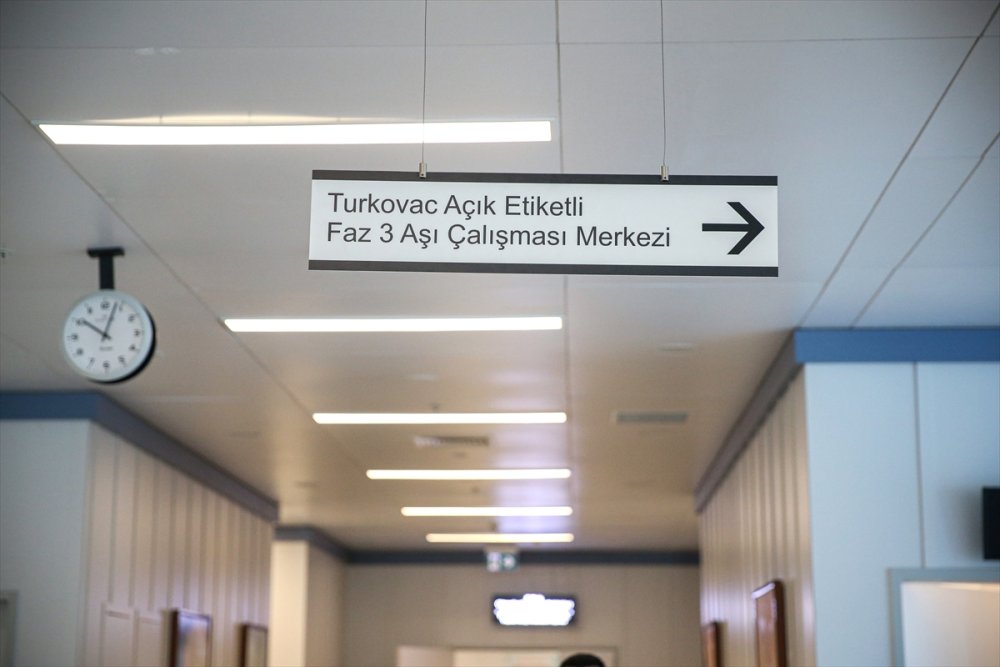 Turkovac Açık Etiketli
Faz 3 Aşı Çalışması Merkezi